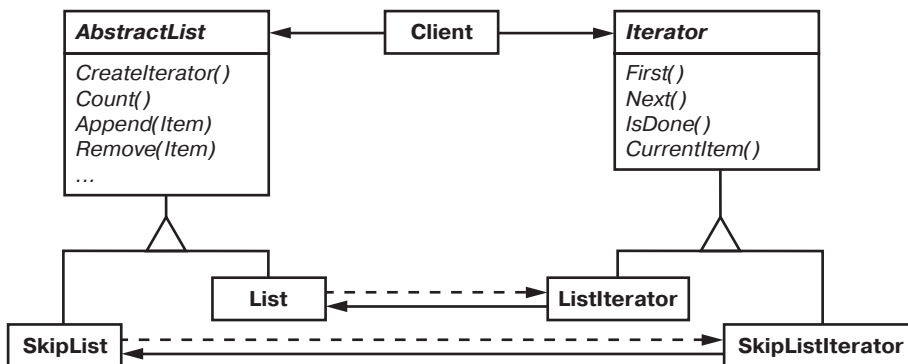 AbstractList
CreateIterator()
Count()
Append(Item)
Remove(Item)
...
Client
Iterator
First()
Next()
IsDone()
CurrentItem()
List
ListIterator
SkipList
SkipListIterator